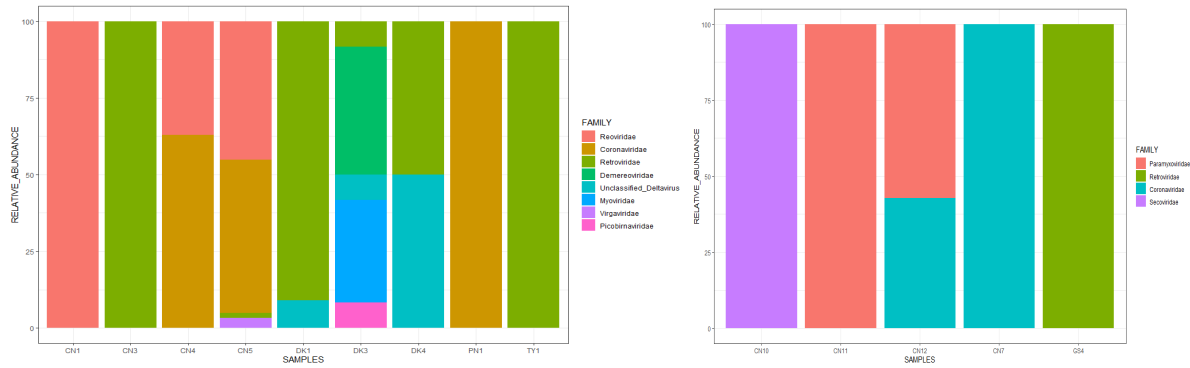 100
75
50
25
0
RELATIVE_ABUNDANCE
CN1 CN3 CN4 CN5 DK1 DK3 DK4 PN1 TY1
SAMPLES
FAMILY
Reoviridae
Coronaviridae
Retroviridae
Demereoviridae
Unclassified_Deltavirus
Myoviridae
Virgaviridae
Picobirnaviridae
100
75
50
25
0
RELATIVE_ABUNDANCE
CN10 CN11 CN12 CN7 GS4
SAMPLES
FAMILY
Paramyxoviridae
Retroviridae
Coronaviridae
Secoviridae